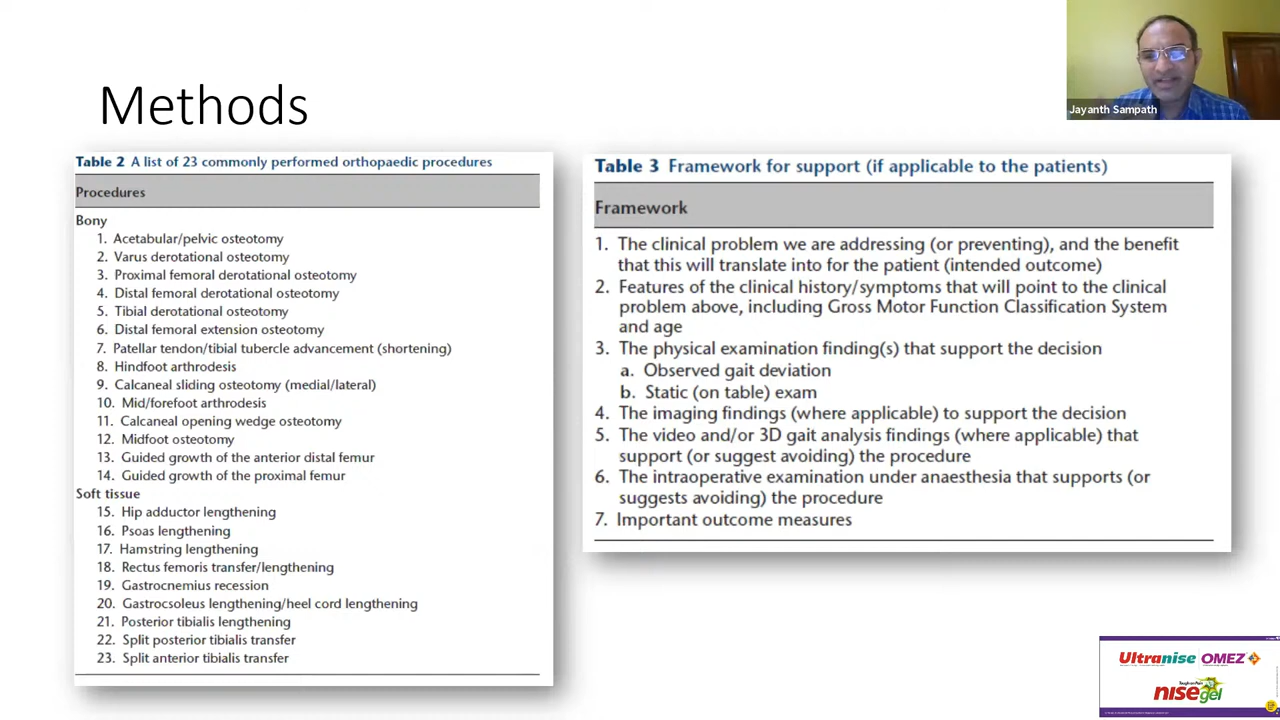 Methods
Jayanth Sampath
Table 2 A list of 23 commonly performed orthopaedic procedures
Procedures
Bony
1. Acetabular/pelvic osteotomy
2. Varus derotational osteotomy
3. Proximal femoral derotational osteotomy
4. Distal femoral derotational osteotomy
5. Tibial derotational osteotomy
6. Distal femoral extension osteotomy
7. Patellar tendon/tibial tubercle advancement (shortening)
8. Hindfoot arthrodesis
9. Calcaneal sliding osteotomy (medial/lateral)
10. Mid/forefoot arthrodesis
11. Calcaneal opening wedge osteotomy
12. Midfoot osteotomy
13. Guided growth of the anterior distal femur
14. Guided growth of the proximal femur
Soft tissue
15. Hip adductor lengthening
16. Psoas lengthening
17. Hamstring lengthening
18. Rectus femoris transfer/lengthening
19. Gastrocnemius recession
20. Gastrocsoleus lengthening/heel cord lengthening
21. Posterior tibialis lengthening
22. Split posterior tibialis transfer
23. Split anterior tibialis transfer
Table 3 Framework for support (if applicable to the patients)
Framework
1. The clinical problem we are addressing (or preventing), and the benefit
that this will translate into for the patient (intended outcome)
2. Features of the clinical history/symptoms that will point to the clinical
problem above, including Gross Motor Function Classification System
and age
3. The physical examination finding(s) that support the decision
a. Observed gait deviation
b. Static (on table) exam
4. The imaging findings (where applicable) to support the decision
5. The video and/or 3D gait analysis findings (where applicable) that
support (or suggest avoiding) the procedure
6. The intraoperative examination under anaesthesia that supports (or
suggests avoiding) the procedure
7. Important outcome measures
Ultranise OMEZ
nisegel